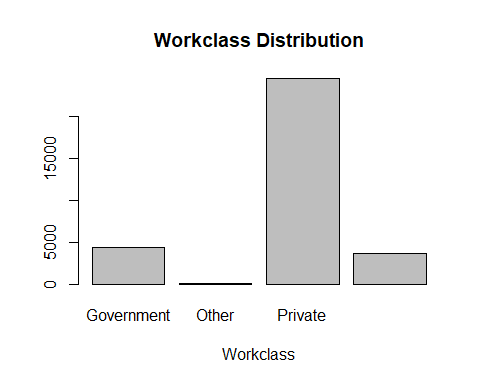 Workclass Distribution
15000
5000
0
Government Other Private
Workclass